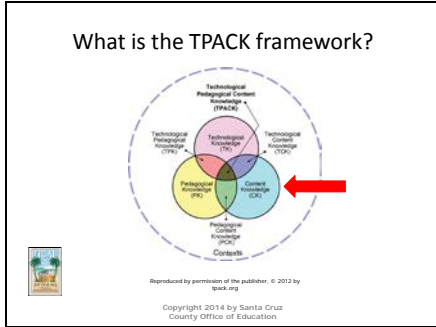 What is the TPACK framework?
Technological
Pedagogical Content
Knowledge
(TPACK)
Technological
Pedagogical
Knowledge
(TPK)
Technological
Knowledge
(TK)
Technological
Content
Knowledge
(TCK)
Pedagogical
Knowledge
(PK)
Content
Knowledge
(CK)
Pedagogical
Content
Knowledge
(PCK)
Contexts
Reproduced by permission of the publisher, © 2012 by
tpack.org
Copyright 2014 by Santa Cruz
County Office of Education